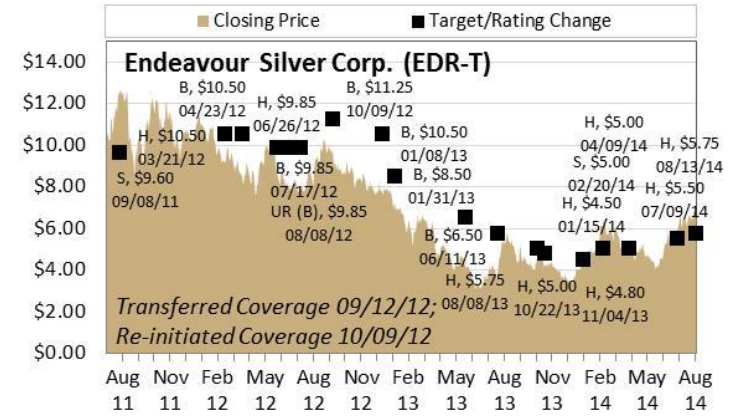 Closing Price
Target/Rating Change
Endeavour Silver Corp. (EDR-T)
$14.00
$12.00
$10.00
$8.00
$6.00
$4.00
$2.00
$0.00
S, $9.60
09/08/11
H, $10.50
03/21/12
B, $10.50
04/23/12
H, $9.85
06/26/12
B, $9.85
07/17/12
UR (B), $9.85
08/08/12
B, $11.25
10/09/12
B, $10.50
01/08/13
B, $8.50
01/31/13
B, $6.50
06/11/13
H, $5.75
08/08/13
H, $5.00
10/22/13
H, $4.80
11/04/13
H, $4.50
01/15/14
S, $5.00
02/20/14
H, $5.00
04/09/14
H, $5.50
07/09/14
H, $5.75
08/13/14
Transferred Coverage 09/12/12;
Re-initiated Coverage 10/09/12
Aug Nov Feb May Aug Nov Feb May Aug Nov Feb May Aug
11 11 12 12 12 12 13 13 13 13 14 14 14